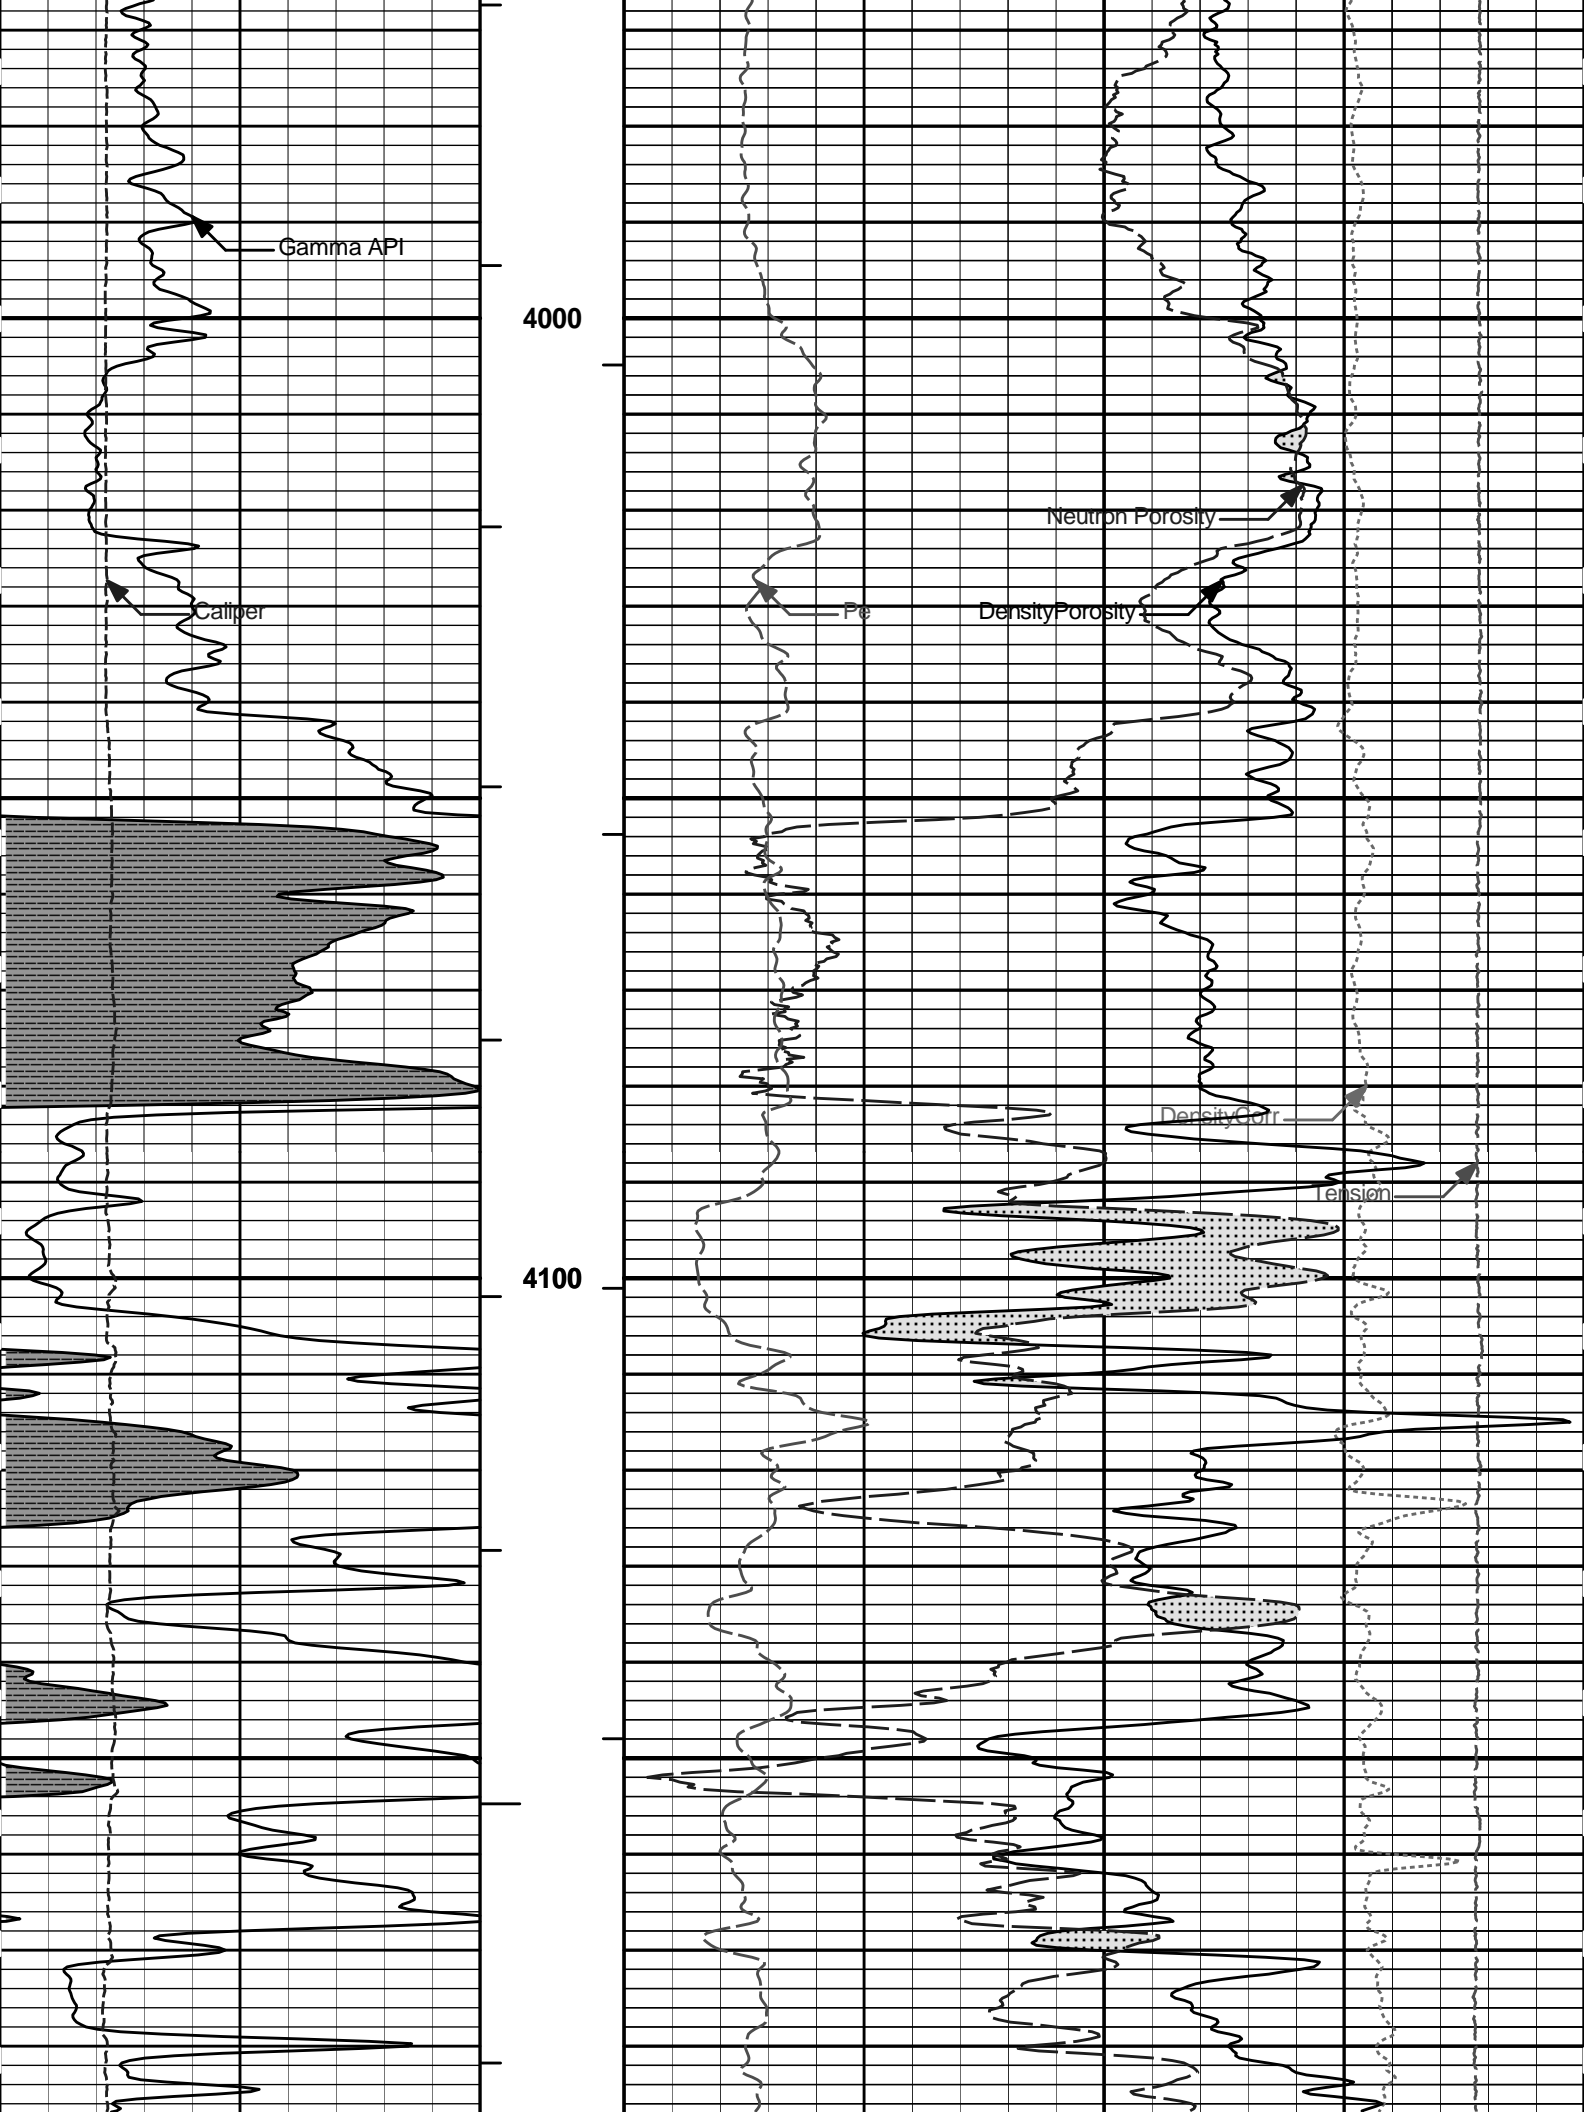 Gamma API
4000
Neutron Porosity
Caliper
Pe
DensityPorosity
DensityCorr
Tension
4100